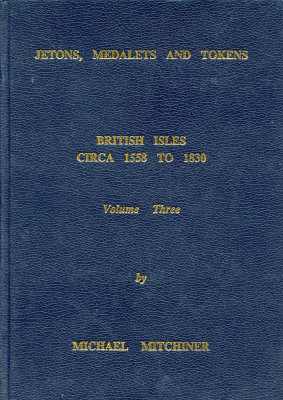 JETONS, MEDALETS AND TOKENS
BRITISH ISLES
CIRCA 1558 TO 1830
Volume Three
by
MICHAEL MITCHINER